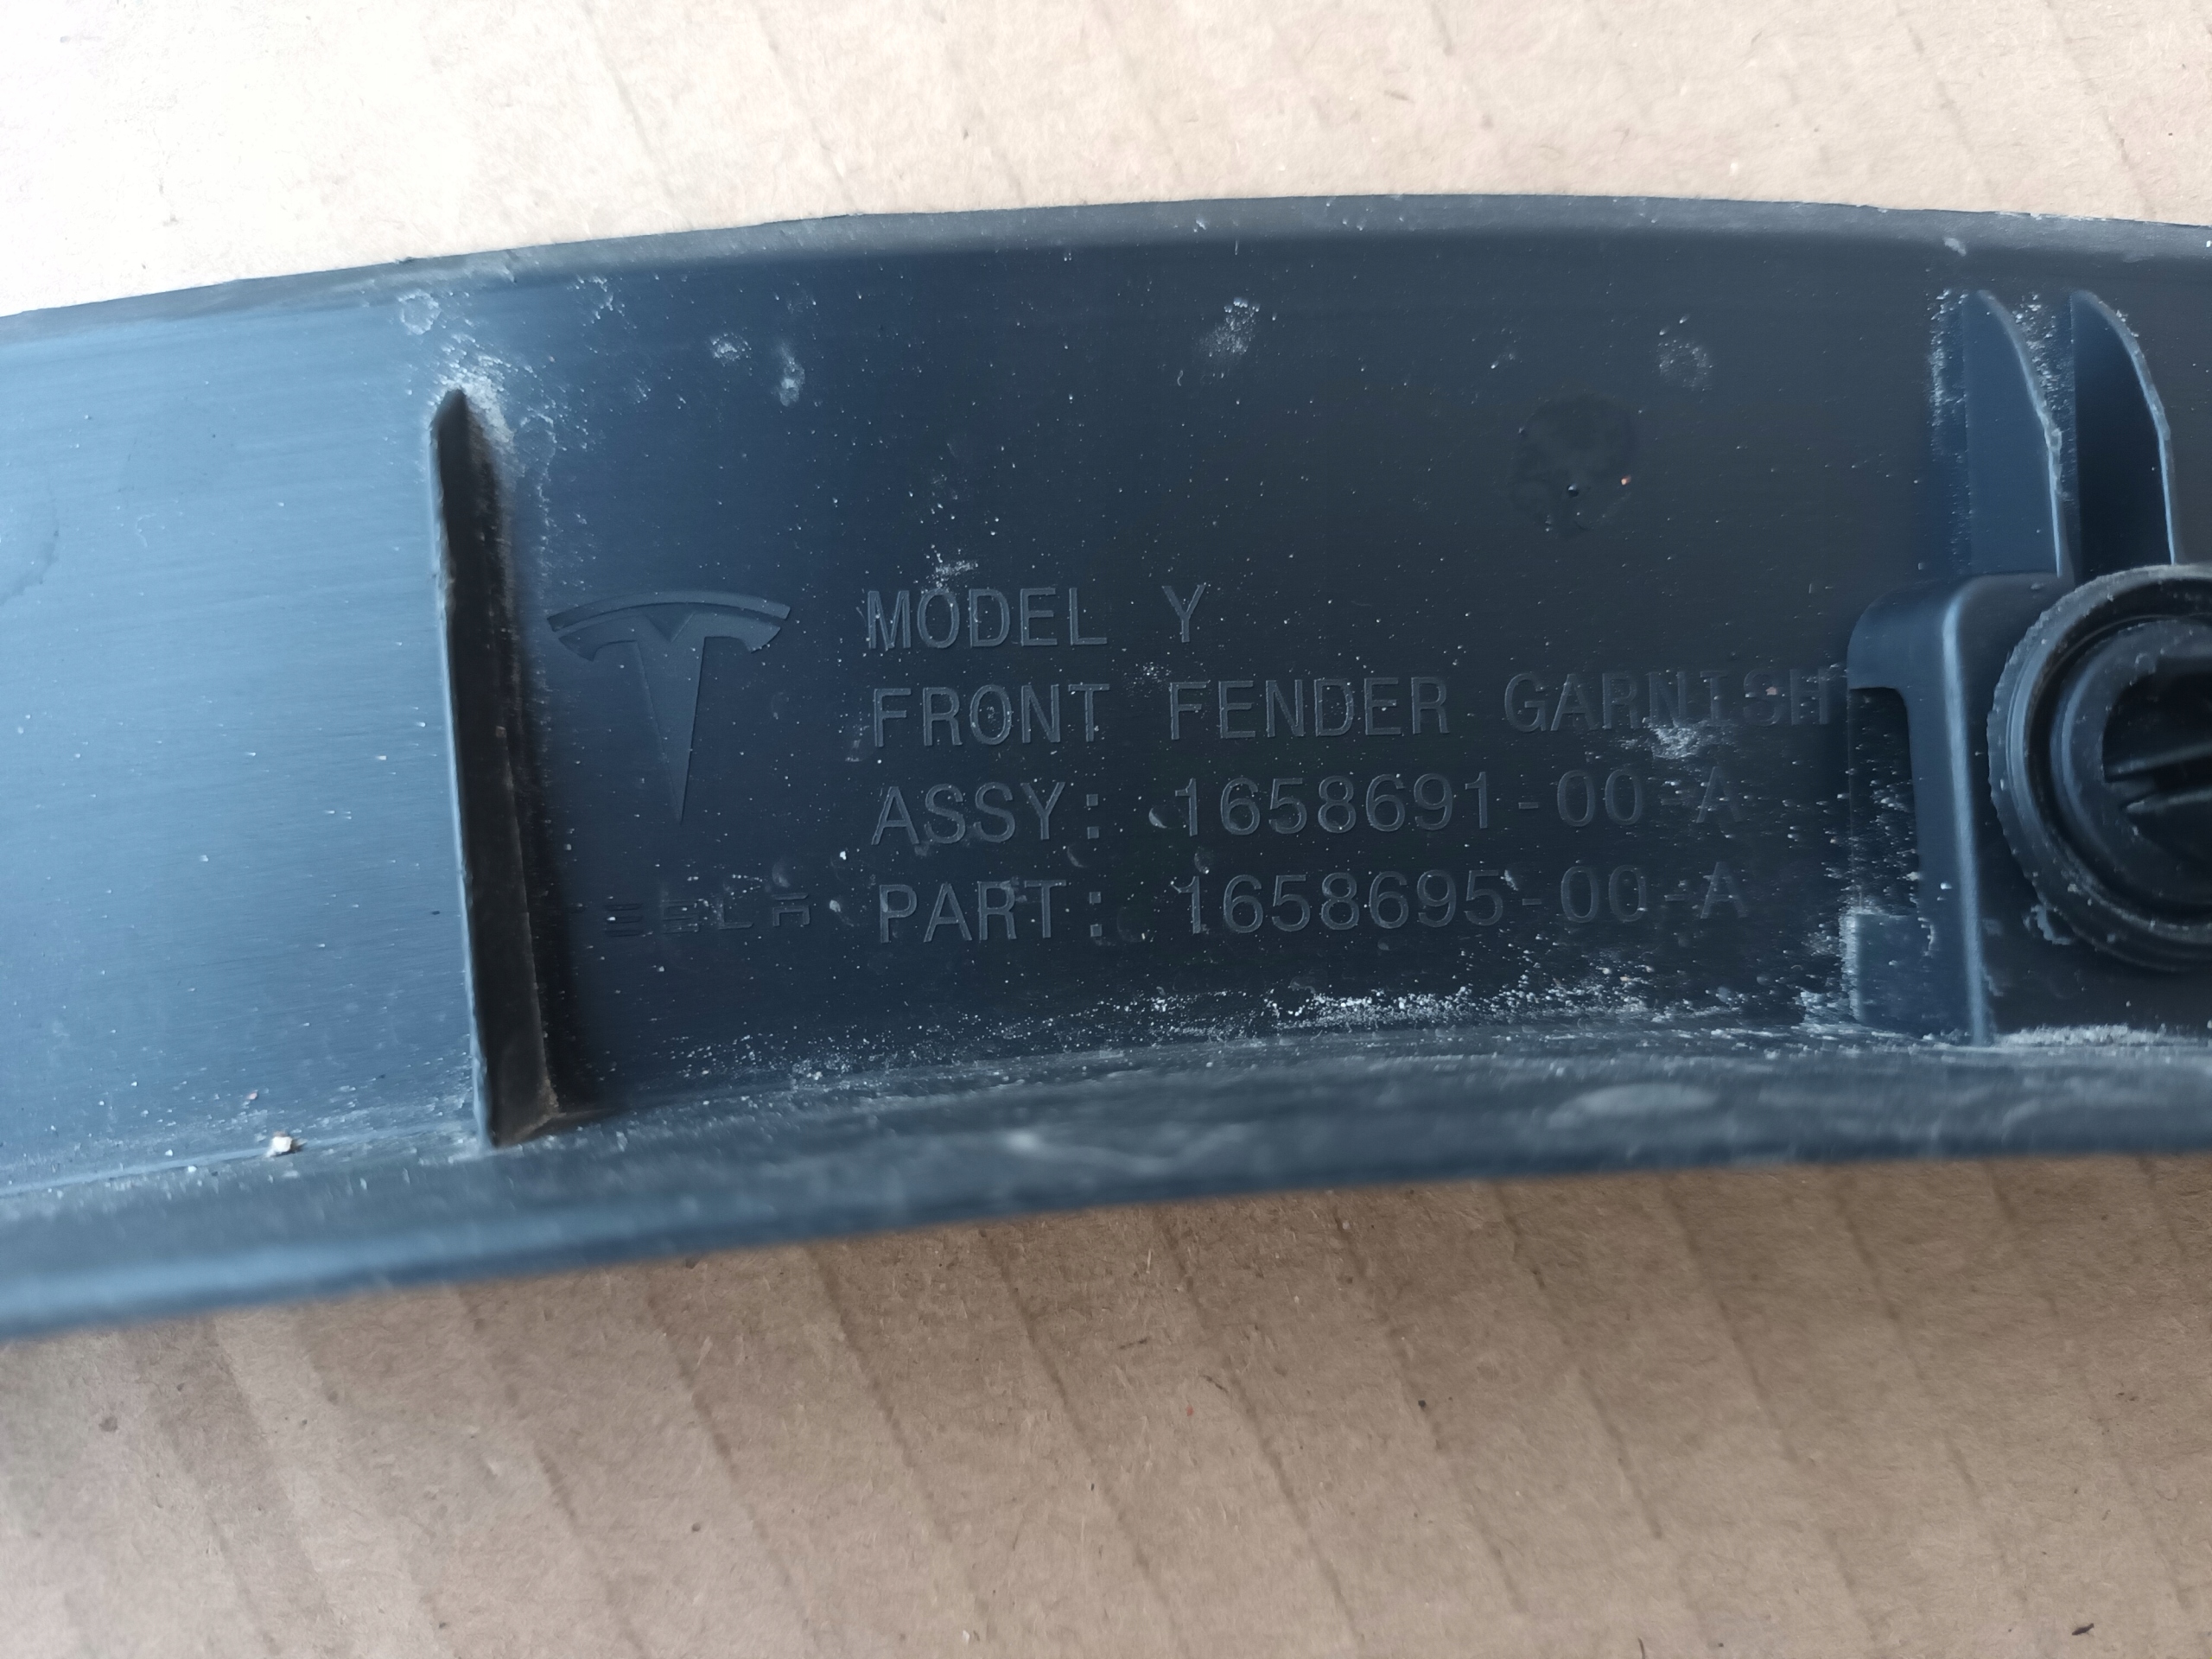 MODEL Y
FRONT FENDER GARNISH
ASSY: 1658691-00-A
TESLA PART: 1658695-00-A